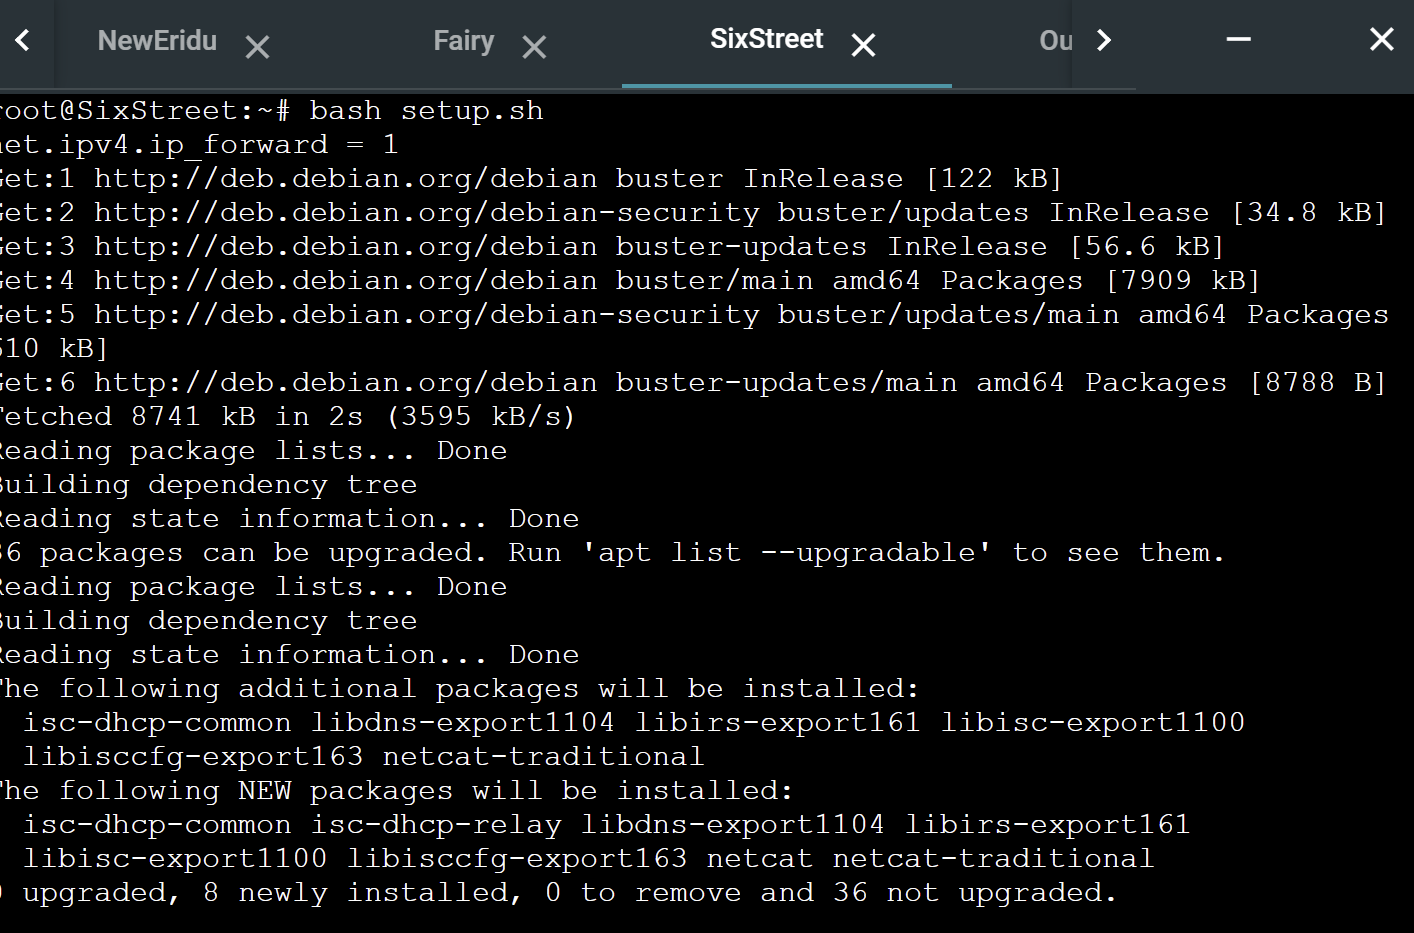 NewEridu Fairy SixStreet Ou
root@SixStreet:~# bash setup.sh
net.ipv4.ip_forward = 1
Get:1 http://deb.debian.org/debian buster InRelease [122 kB]
Get:2 http://deb.debian.org/debian-security buster/updates InRelease [34.8 kB]
Get:3 http://deb.debian.org/debian buster-updates InRelease [56.6 kB]
Get:4 http://deb.debian.org/debian buster/main amd64 Packages [7909 kB]
Get:5 http://deb.debian.org/debian-security buster/updates/main amd64 Packages
510 kB]
Get:6 http://deb.debian.org/debian buster-updates/main amd64 Packages [8788 B]
Fetched 8741 kB in 2s (3595 kB/s)
Reading package lists... Done
Building dependency tree
Reading state information... Done
36 packages can be upgraded. Run 'apt list --upgradable' to see them.
Reading package lists... Done
Building dependency tree
Reading state information... Done
The following additional packages will be installed:
isc-dhcp-common libdns-export1104 libirs-export161 libisc-export1100
libisccfg-export163 netcat-traditional
The following NEW packages will be installed:
isc-dhcp-common isc-dhcp-relay libdns-export1104 libirs-export161
libisc-export1100 libisccfg-export163 netcat netcat-traditional
0 upgraded, 8 newly installed, 0 to remove and 36 not upgraded.